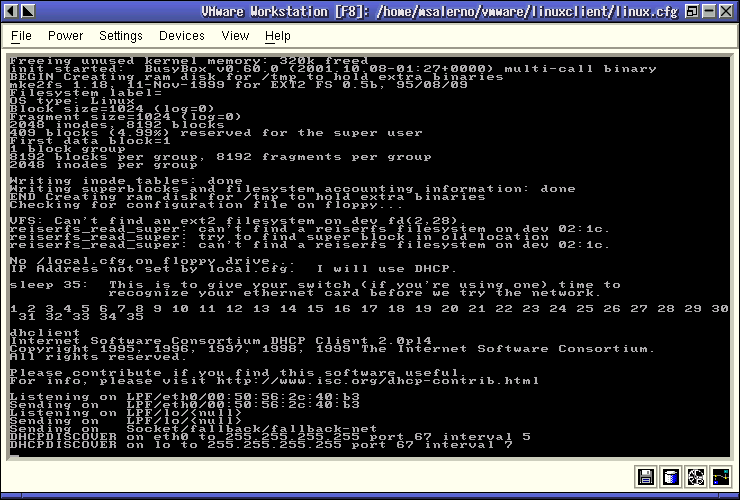 VMware Workstation [F8]: /home/msalerno/vmware/linuxclient/linux.cfg
File Power Settings Devices View Help
Freeing unused kernel memory: 320k freed
init started:  BusyBox v0.60.0 (2001.10.08-01:27+0000) multi-call binary
BEGIN Creating ram disk for /tmp to hold extra binaries
mke2fs 1.18, 11-Nov-1999 for EXT2 FS 0.5b, 95/08/09
Filesystem label=
OS type: Linux
Block size=1024 (log=0)
Fragment size=1024 (log=0)
2048 inodes, 8192 blocks
409 blocks (4.99%) reserved for the super user
First data block=1
1 block group
8192 blocks per group, 8192 fragments per group
2048 inodes per group
Writing inode tables: done
Writing superblocks and filesystem accounting information: done
END Creating ram disk for /tmp to hold extra binaries
Checking for configuration file on floppy...
VFS: Can't find an ext2 filesystem on dev fd(2,28).
reiserfs_read_super: can't find a reiserfs filesystem on dev 02:1c.
reiserfs_read_super: try to find super block in old location
reiserfs_read_super: can't find a reiserfs filesystem on dev 02:1c.
No /local.cfg on floppy drive...
IP Address not set by local.cfg.  I will use DHCP.
sleep 35:  This is to give your switch (if you're using one) time to
recognize your ethernet card before we try the network.
1 2 3 4 5 6 7 8 9 10 11 12 13 14 15 16 17 18 19 20 21 22 23 24 25 26 27 28 29 30
31 32 33 34 35
dhclient
Internet Software Consortium DHCP Client 2.0pl4
Copyright 1995, 1996, 1997, 1998, 1999 The Internet Software Consortium.
All rights reserved.
Please contribute if you find this software useful.
For info, please visit http://www.isc.org/dhcp-contrib.html
Listening on LPF/eth0/00:50:56:2c:40:b3
Sending on   LPF/eth0/00:50:56:2c:40:b3
Listening on LPF/lo/(null)
Sending on   LPF/lo/(null)
Sending on   Socket/fallback/fallback-net
DHCPDISCOVER on eth0 to 255.255.255.255 port 67 interval 5
DHCPDISCOVER on lo to 255.255.255.255 port 67 interval 7